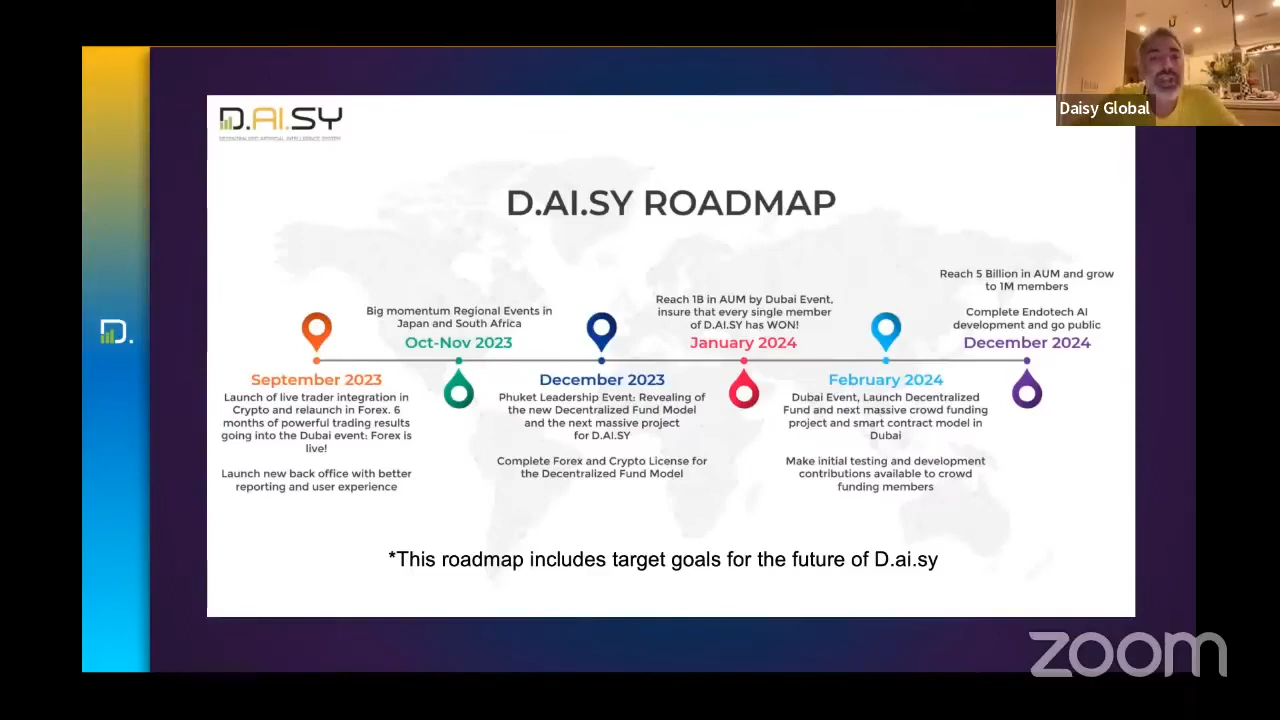 Daisy Global
D.AI.SY
DECENTRALIZED ARTIFICIAL INTELLIGENCE SYSTEM
D.AI.SY ROADMAP
September 2023
Launch of live trader integration in
Crypto and relaunch in Forex. 6
months of powerful trading results
going into the Dubai event: Forex is
live!
Launch new back office with better
reporting and user experience
Big momentum Regional Events in
Japan and South Africa
Oct-Nov 2023
December 2023
Phuket Leadership Event: Revealing of
the new Decentralized Fund Model
and the next massive project
for D.AI.SY
Complete Forex and Crypto License for
the Decentralized Fund Model
Reach 1B in AUM by Dubai Event,
insure that every single member
of D.AI.SY has WON!
January 2024
February 2024
Dubai Event, Launch Decentralized
Fund and next massive crowd funding
project and smart contract model in
Dubai
Make initial testing and development
contributions available to crowd
funding members
Reach 5 Billion in AUM and grow
to 1M members
Complete Endotech AI
development and go public
December 2024
*This roadmap includes target goals for the future of D.ai.sy
D.
zoom